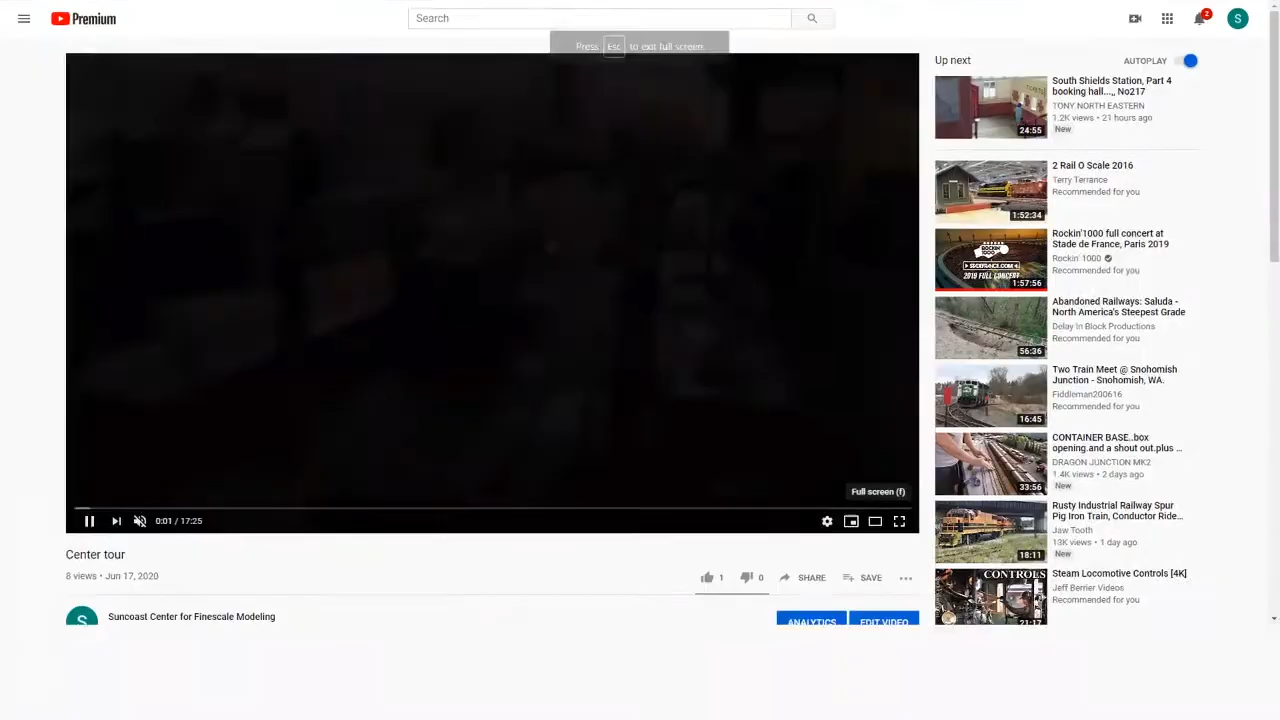 Premium
Search
2
S
Press Esc to exit full screen
Full screen (f)
0:01 / 17:25
Center tour
8 views • Jun 17, 2020
1
0
SHARE
SAVE
S
Suncoast Center for Finescale Modeling
ANALYTICS
EDIT VIDEO
Up next
AUTOPLAY
South Shields Station, Part 4
booking hall...,, No217
TONY NORTH EASTERN
1.2K views • 21 hours ago
New
24:55
2 Rail O Scale 2016
Terry Terrance
Recommended for you
1:52:34
Rockin'1000 full concert at
Stade de France, Paris 2019
Rockin' 1000
Recommended for you
ROCKIN
1000
STADEFRANCE.COM
2019 FULL CONCERT
1:57:56
Abandoned Railways: Saluda -
North America's Steepest Grade
Delay In Block Productions
Recommended for you
56:36
Two Train Meet @ Snohomish
Junction - Snohomish, WA.
Fiddleman200616
Recommended for you
16:45
CONTAINER BASE..box
opening.and a shout out.plus ...
DRAGON JUNCTION MK2
1.4K views • 2 days ago
New
33:56
Rusty Industrial Railway Spur
Pig Iron Train, Conductor Ride...
Jaw Tooth
13K views • 1 day ago
New
18:11
Steam Locomotive Controls [4K]
Jeff Berrier Videos
Recommended for you
CONTROLS
21:17